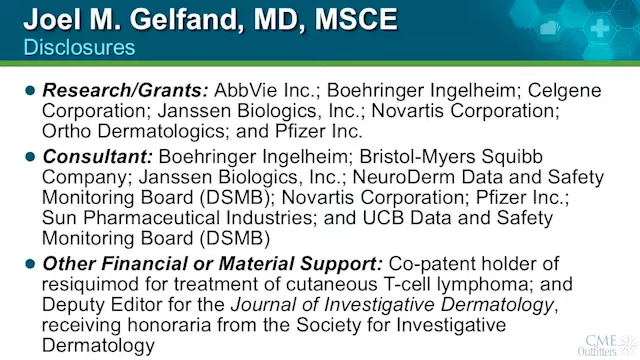 Joel M. Gelfand, MD, MSCE
Disclosures
Research/Grants: AbbVie Inc.; Boehringer Ingelheim; Celgene
Corporation; Janssen Biologics, Inc.; Novartis Corporation;
Ortho Dermatologics; and Pfizer Inc.
Consultant: Boehringer Ingelheim; Bristol-Myers Squibb
Company; Janssen Biologics, Inc.; NeuroDerm Data and Safety
Monitoring Board (DSMB); Novartis Corporation; Pfizer Inc.;
Sun Pharmaceutical Industries; and UCB Data and Safety
Monitoring Board (DSMB)
Other Financial or Material Support: Co-patent holder of
resiquimod for treatment of cutaneous T-cell lymphoma; and
Deputy Editor for the Journal of Investigative Dermatology,
receiving honoraria from the Society for Investigative
Dermatology
CME
Outfitters